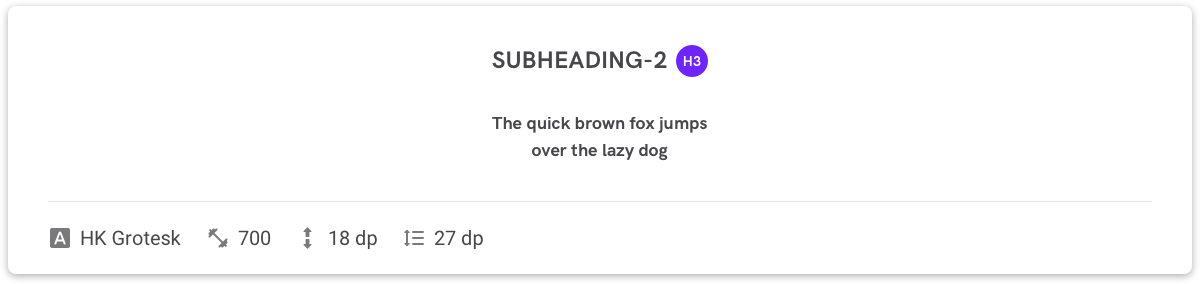 SUBHEADING-2 H3
The quick brown fox jumps
over the lazy dog
A HK Grotesk 700 18 dp 27 dp